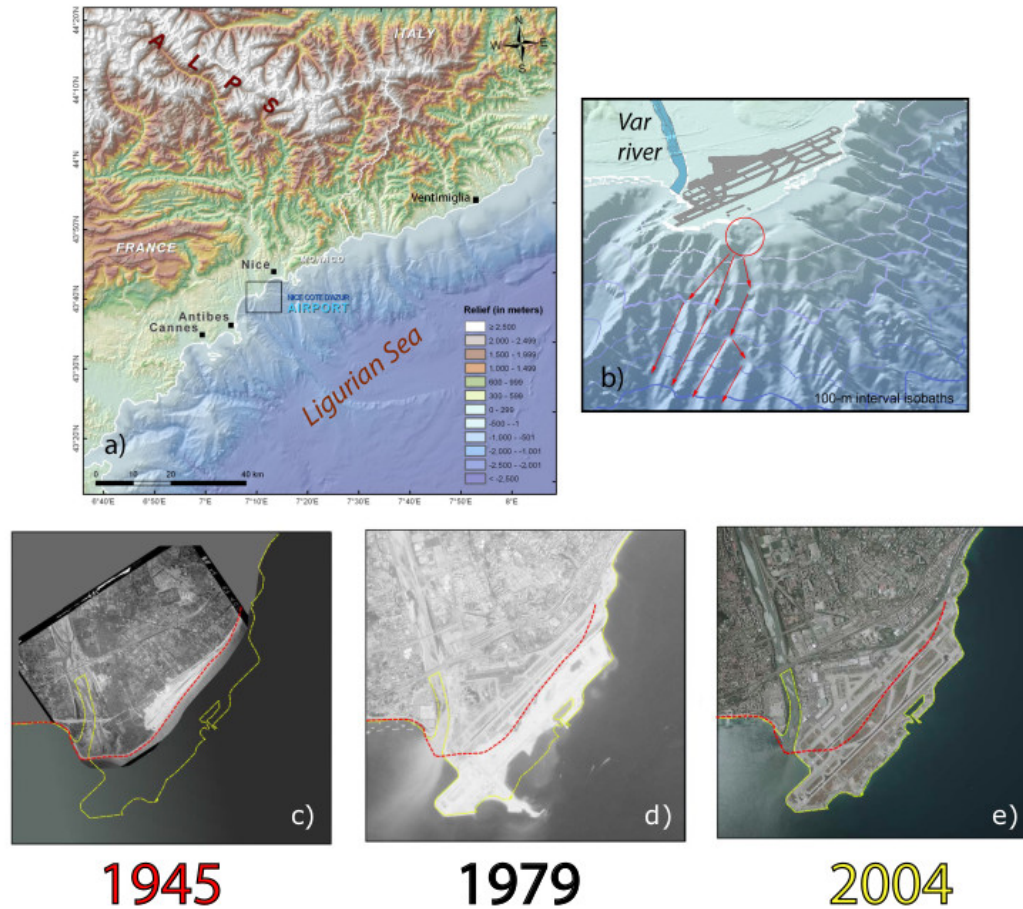 44°20'N
44°10'N
44°N
43°50'N
43°40'N
43°30'N
43°20'N
A L P S
ITALY
N
W E
S
FRANCE
Ventimiglia
MONACO
Nice
NICE COTE D'AZUR
AIRPORT
Antibes
Cannes
Ligurian Sea
Relief (in meters)
≥ 2,500
2,000 - 2,499
1,500 - 1,999
1,000 - 1,499
600 - 999
300 - 599
0 - 299
-500 - -1
-1,000 - -501
-2,000 - -1,001
-2,500 - -2,001
< -2,500
a)
0 10 20 40 km
6°40'E 6°50'E 7°E 7°10'E 7°20'E 7°30'E 7°40'E 7°50'E 8°E
Var
river
b)
100-m interval isobaths
c)
d)
e)
1945
1979
2004